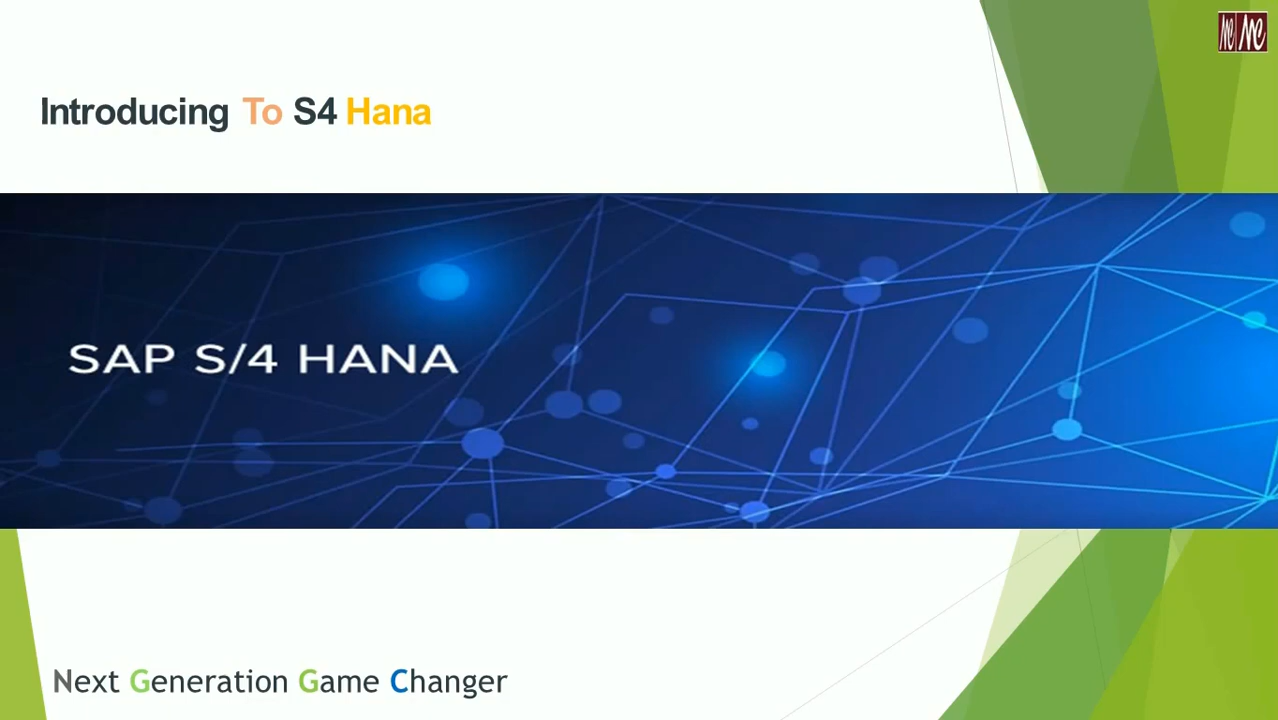 Introducing To S4 Hana
SAP S/4 HANA
Next Generation Game Changer